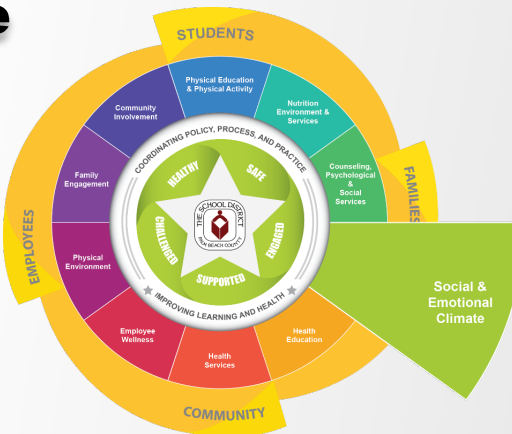 e
STUDENTS
Physical Education
& Physical Activity
Nutrition
Environment &
Services
Counseling,
Psychological
&
Social
Services
FAMILIES
Social &
Emotional
Climate
Health
Education
Health
Services
COMMUNITY
Employee
Wellness
Physical
Environment
EMPLOYEES
Family
Engagement
Community
Involvement
COORDINATING POLICY, PROCESS, AND PRACTICE
IMPROVING LEARNING AND HEALTH
HEALTHY
SAFE
ENGAGED
SUPPORTED
CHALLENGED
THE SCHOOL DISTRICT
PALM BEACH COUNTY